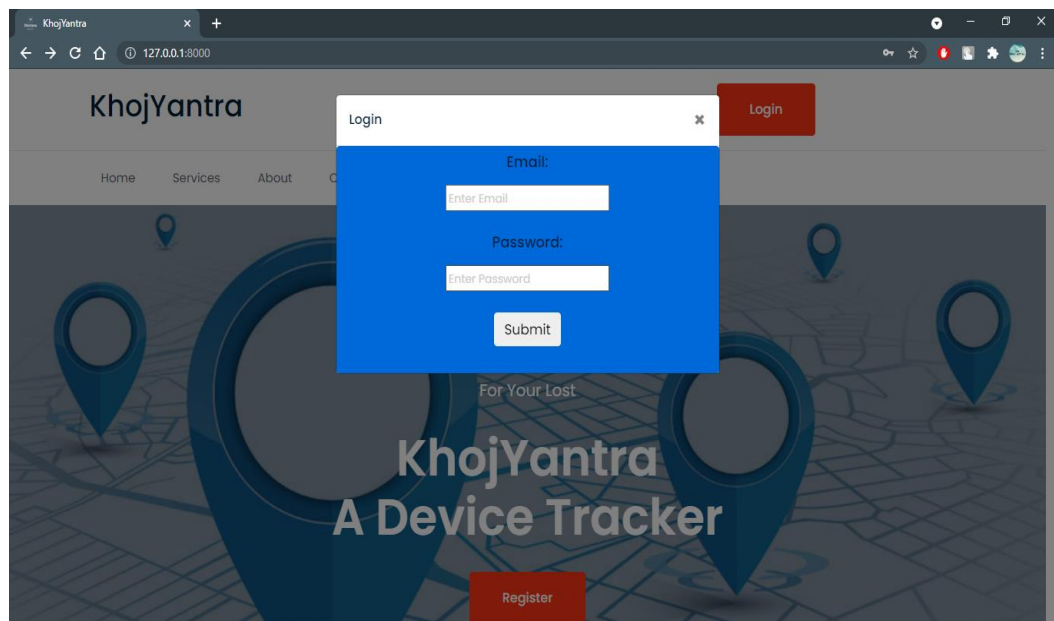 KhojYantra
127.0.0.1:8000
KhojYantra
Login
Login
Home Services About
Email:
Enter Email
Password:
Enter Password
Submit
For Your Lost
KhojYantra
A Device Tracker
Register